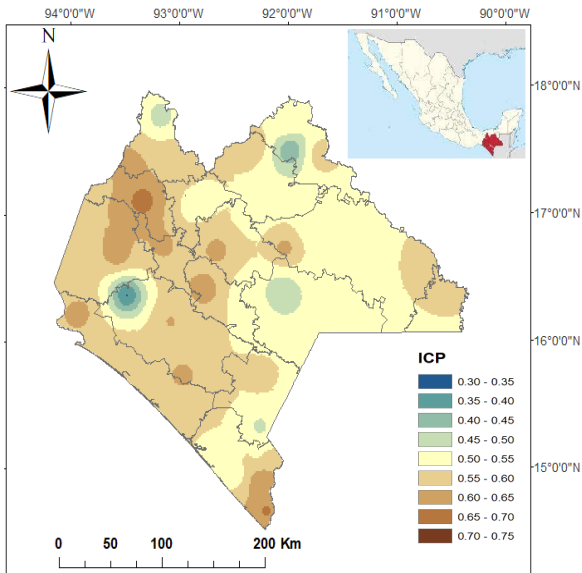 94°0'0"W 93°0'0"W 92°0'0"W 91°0'0"W 90°0'0"W
N
18°0'0"N
17°0'0"N
16°0'0"N
15°0'0"N
ICP
0.30 - 0.35
0.35 - 0.40
0.40 - 0.45
0.45 - 0.50
0.50 - 0.55
0.55 - 0.60
0.60 - 0.65
0.65 - 0.70
0.70 - 0.75
0 50 100 200 Km